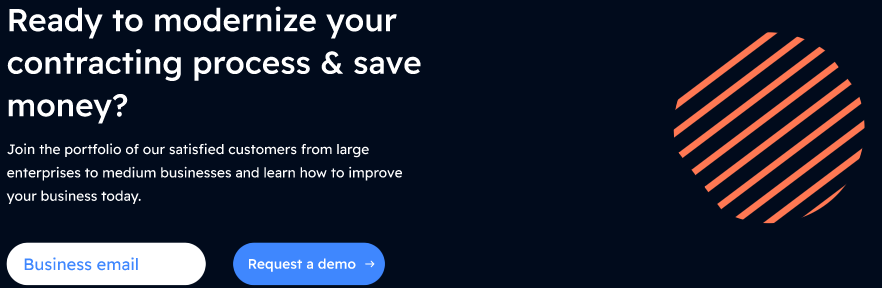 Ready to modernize your
contracting process & save
money?
Join the portfolio of our satisfied customers from large
enterprises to medium businesses and learn how to improve
your business today.
Business email
Request a demo →